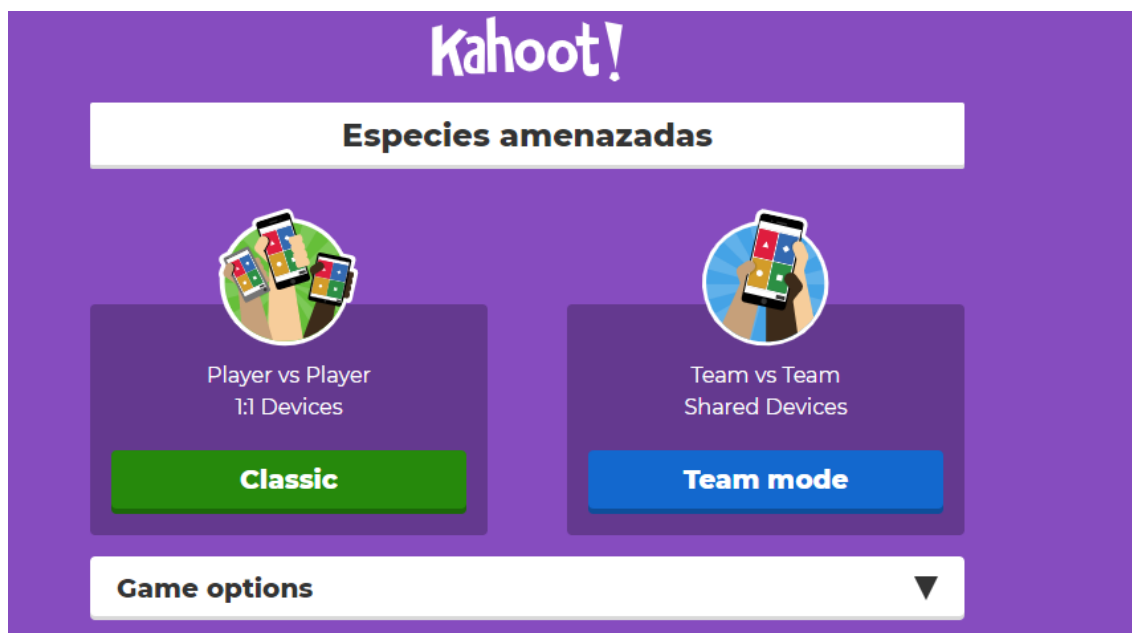 Kahoot!
Especies amenazadas
Player vs Player
1:1 Devices
Classic
Team vs Team
Shared Devices
Team mode
Game options